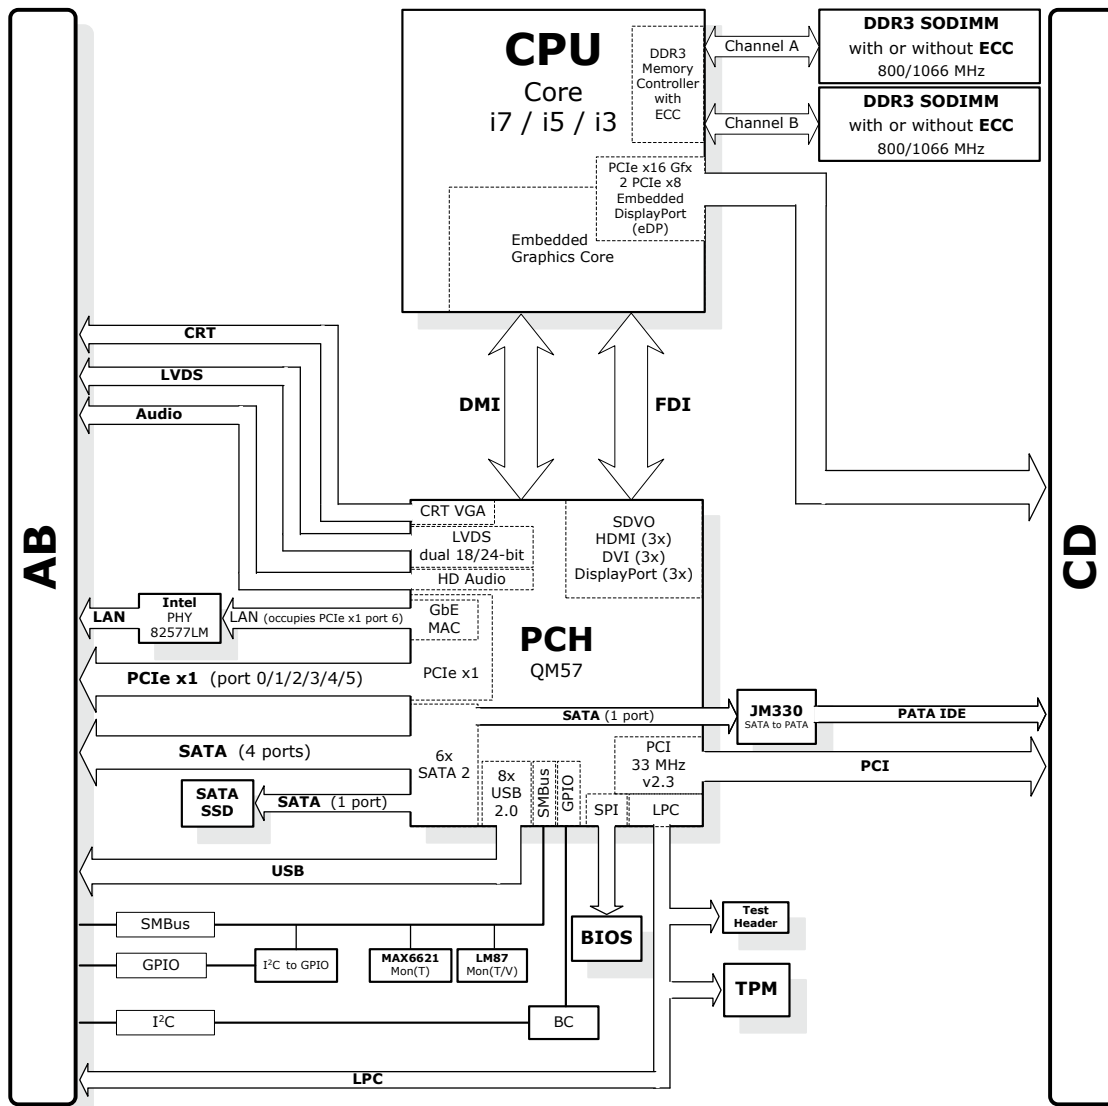 AB
CD
CPU
Core
i7 / i5 / i3
DDR3
Memory
Controller
with
ECC
Channel A
Channel B
DDR3 SODIMM
with or without ECC
800/1066 MHz
DDR3 SODIMM
with or without ECC
800/1066 MHz
PCIe x16 Gfx
2 PCIe x8
Embedded
DisplayPort
(eDP)
Embedded
Graphics Core
CRT
LVDS
Audio
DMI
FDI
CRT VGA
LVDS
dual 18/24-bit
HD Audio
SDVO
HDMI (3x)
DVI (3x)
DisplayPort (3x)
LAN
Intel
PHY
82577LM
LAN (occupies PCIe x1 port 6)
GbE
MAC
PCH
QM57
PCIe x1 (port 0/1/2/3/4/5)
PCIe x1
SATA (1 port)
JM330
SATA to PATA
PATA IDE
SATA (4 ports)
6x
SATA 2
PCI
33 MHz
v2.3
PCI
SATA
SSD
SATA (1 port)
8x
USB
2.0
SMBus
GPIO
SPI
LPC
USB
SMBus
GPIO
I²C to GPIO
MAX6621
Mon(T)
LM87
Mon(T/V)
BIOS
Test
Header
TPM
I²C
BC
LPC